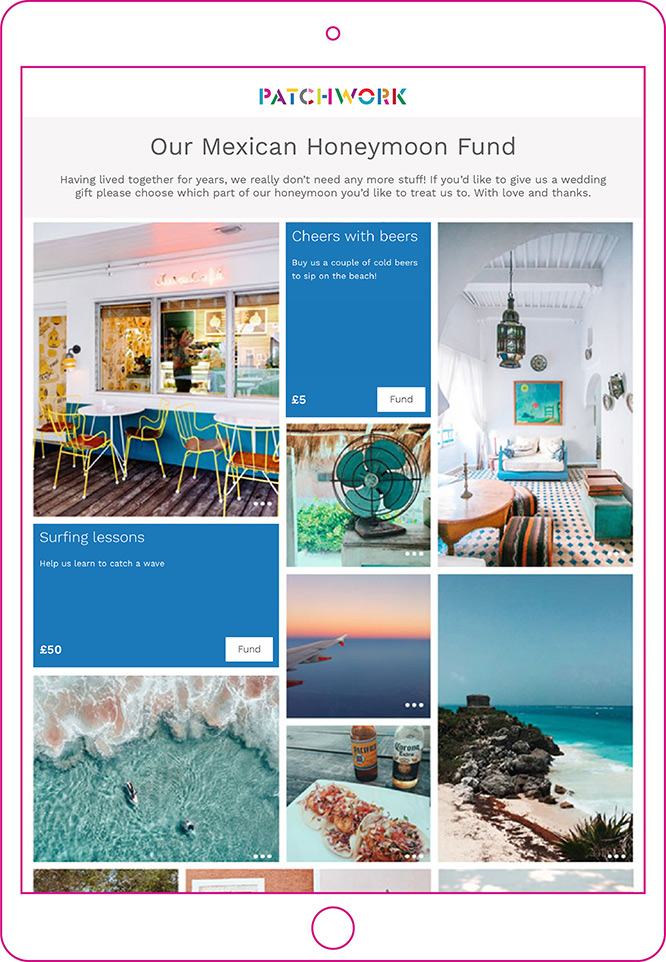 PATCHWORK
Our Mexican Honeymoon Fund
Having lived together for years, we really don't need any more stuff! If you'd like to give us a wedding
gift please choose which part of our honeymoon you'd like to treat us to. With love and thanks.
Cheers with beers
Buy us a couple of cold beers
to sip on the beach!
£5
Fund
Surfing lessons
Help us learn to catch a wave
£50
Fund
PACIFICO
Corona
Extra